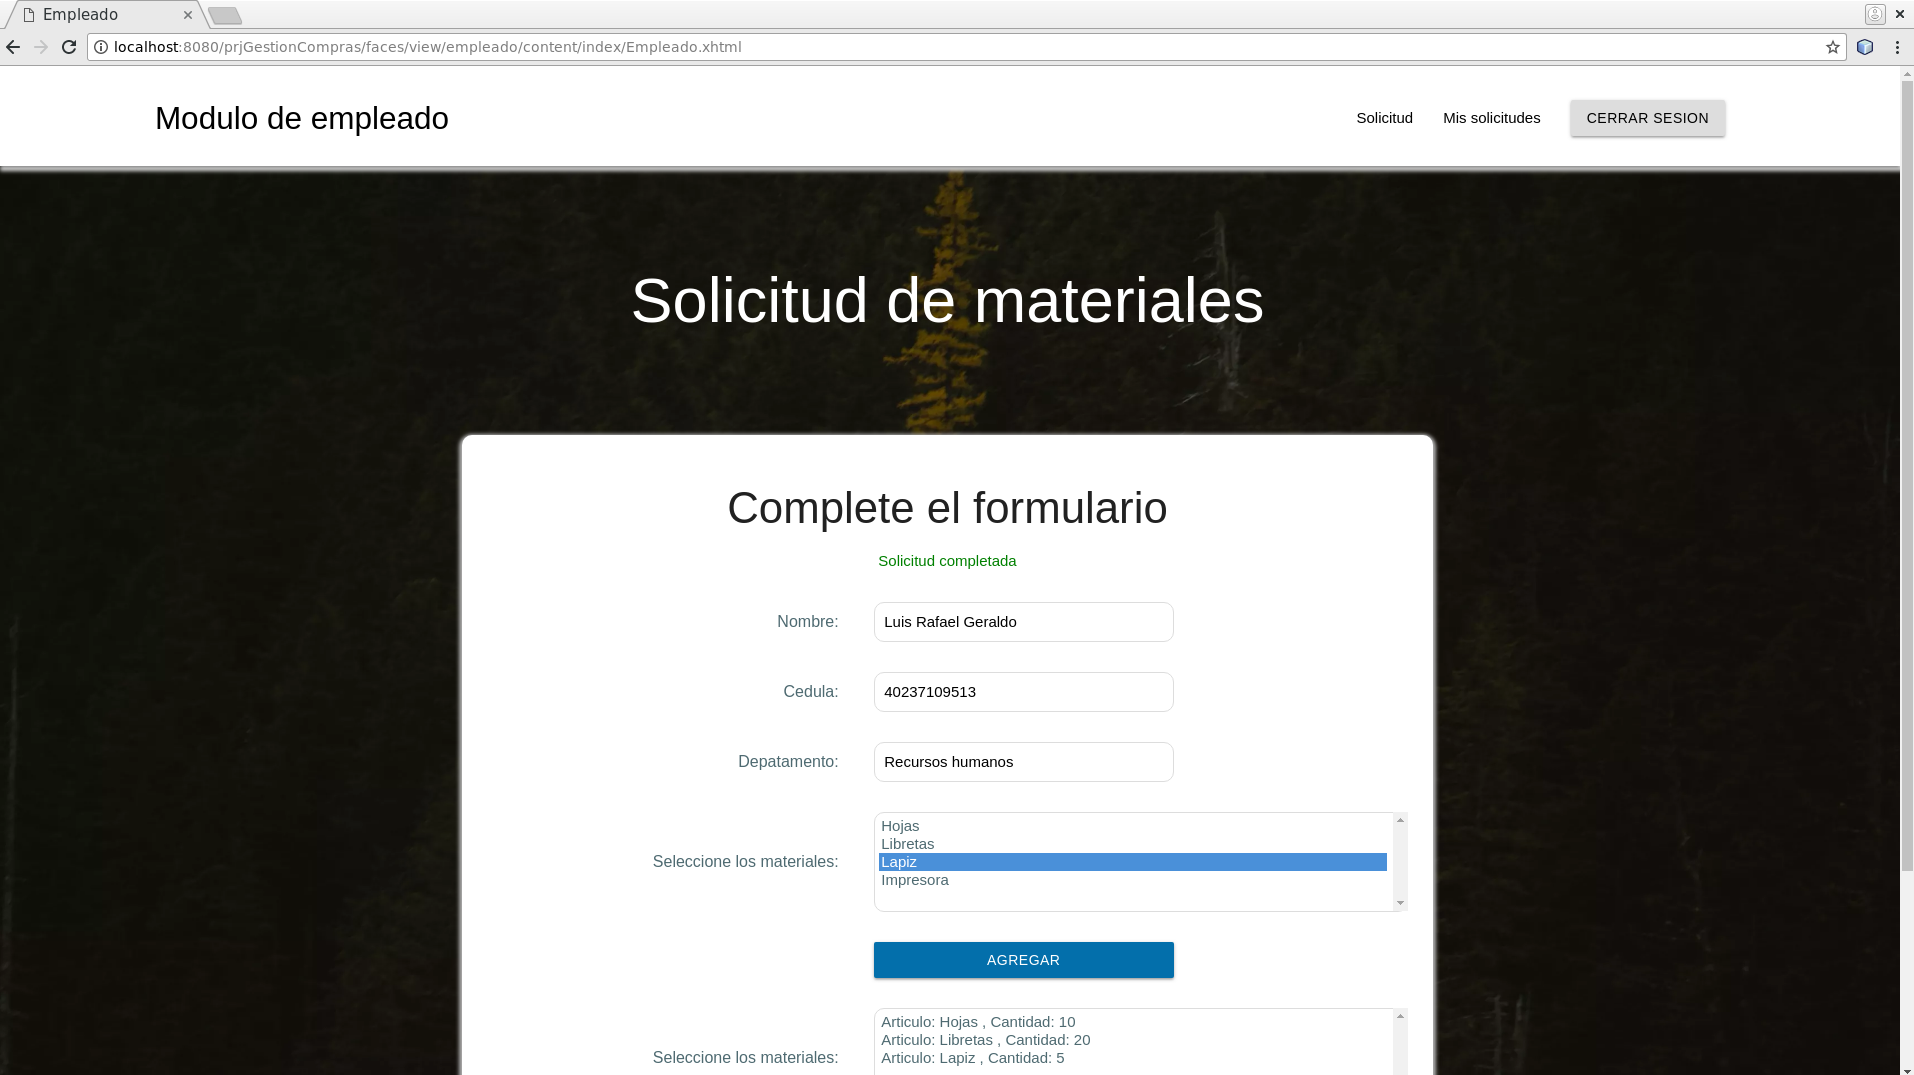 Empleado
localhost:8080/prjGestionCompras/faces/view/empleado/content/index/Empleado.xhtml
Modulo de empleado
Solicitud
Mis solicitudes
CERRAR SESION
Solicitud de materiales
Complete el formulario
Solicitud completada
Nombre:
Luis Rafael Geraldo
Cedula:
40237109513
Depatamento:
Recursos humanos
Seleccione los materiales:
Hojas
Libretas
Lapiz
Impresora
AGREGAR
Seleccione los materiales:
Articulo: Hojas , Cantidad: 10
Articulo: Libretas , Cantidad: 20
Articulo: Lapiz , Cantidad: 5